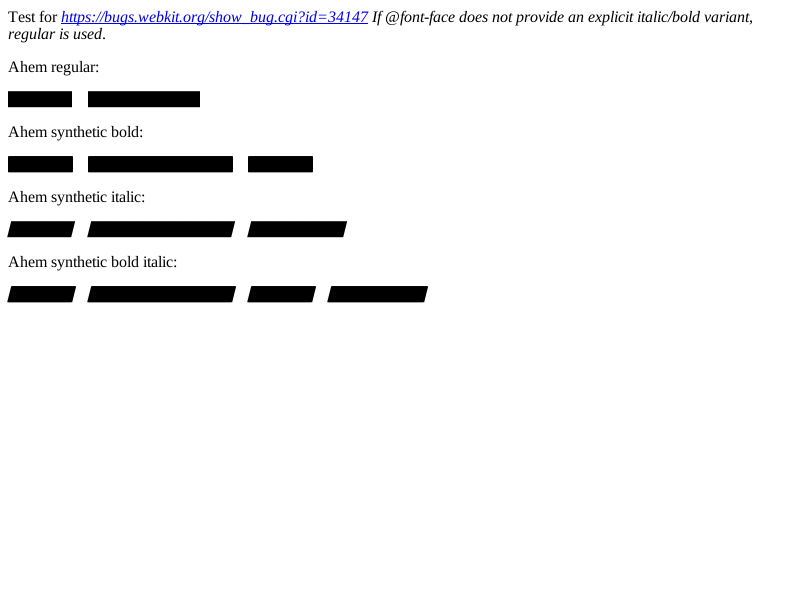 Test for https://bugs.webkit.org/show_bug.cgi?id=34147 If @font-face does not provide an explicit italic/bold variant,
regular is used.
Ahem regular:
Ahem synthetic bold:
Ahem synthetic italic:
Ahem synthetic bold italic: